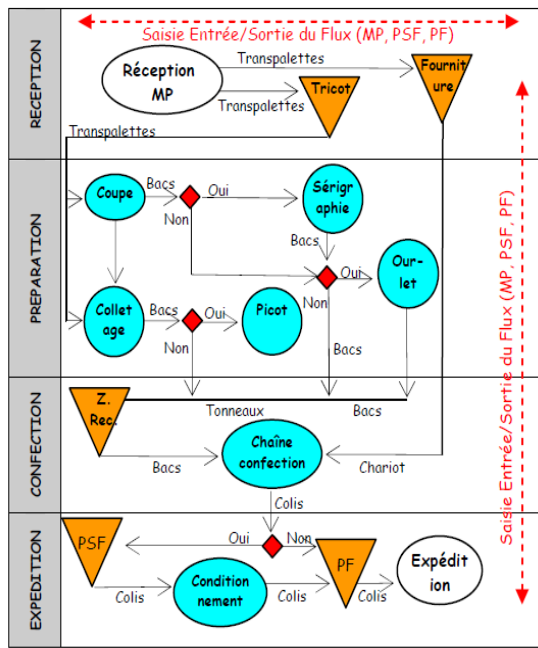 Saisie Entrée/Sortie du Flux (MP, PSF, PF)
RECEPTION
Réception
MP
Transpalettes
Transpalettes
Tricot
Fournit
ure
Transpalettes
Saisie Entrée/Sortie du Flux (MP, PSF, PF)
PREPARATION
Coupe
Bacs
Oui
Non
Sérigr
aphie
Bacs
Oui
Non
Our-
let
Collet
age
Bacs
Oui
Non
Picot
Bacs
CONFECTION
Z.
Rec.
Tonneaux
Bacs
Chaîne
confection
Bacs
Chariot
Colis
EXPEDITION
PSF
Oui
Non
PF
Colis
Condition
nement
Colis
Colis
Expédit
ion